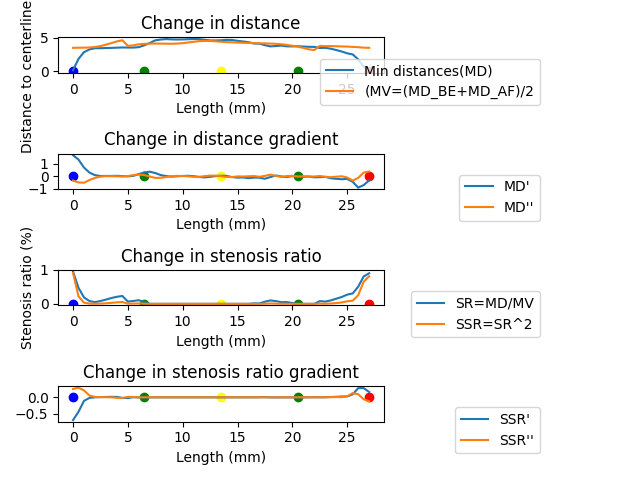 Change in distance
Distance to centerline
5
0
0
5
10
15
20
25
Length (mm)
Min distances(MD)
(MV=(MD_BE+MD_AF)/2
Change in distance gradient
1
0
−1
0
5
10
15
20
25
Length (mm)
MD'
MD''
Change in stenosis ratio
Stenosis ratio (%)
1
0
0
5
10
15
20
25
Length (mm)
SR=MD/MV
SSR=SR^2
Change in stenosis ratio gradient
0.0
−0.5
0
5
10
15
20
25
Length (mm)
SSR'
SSR''